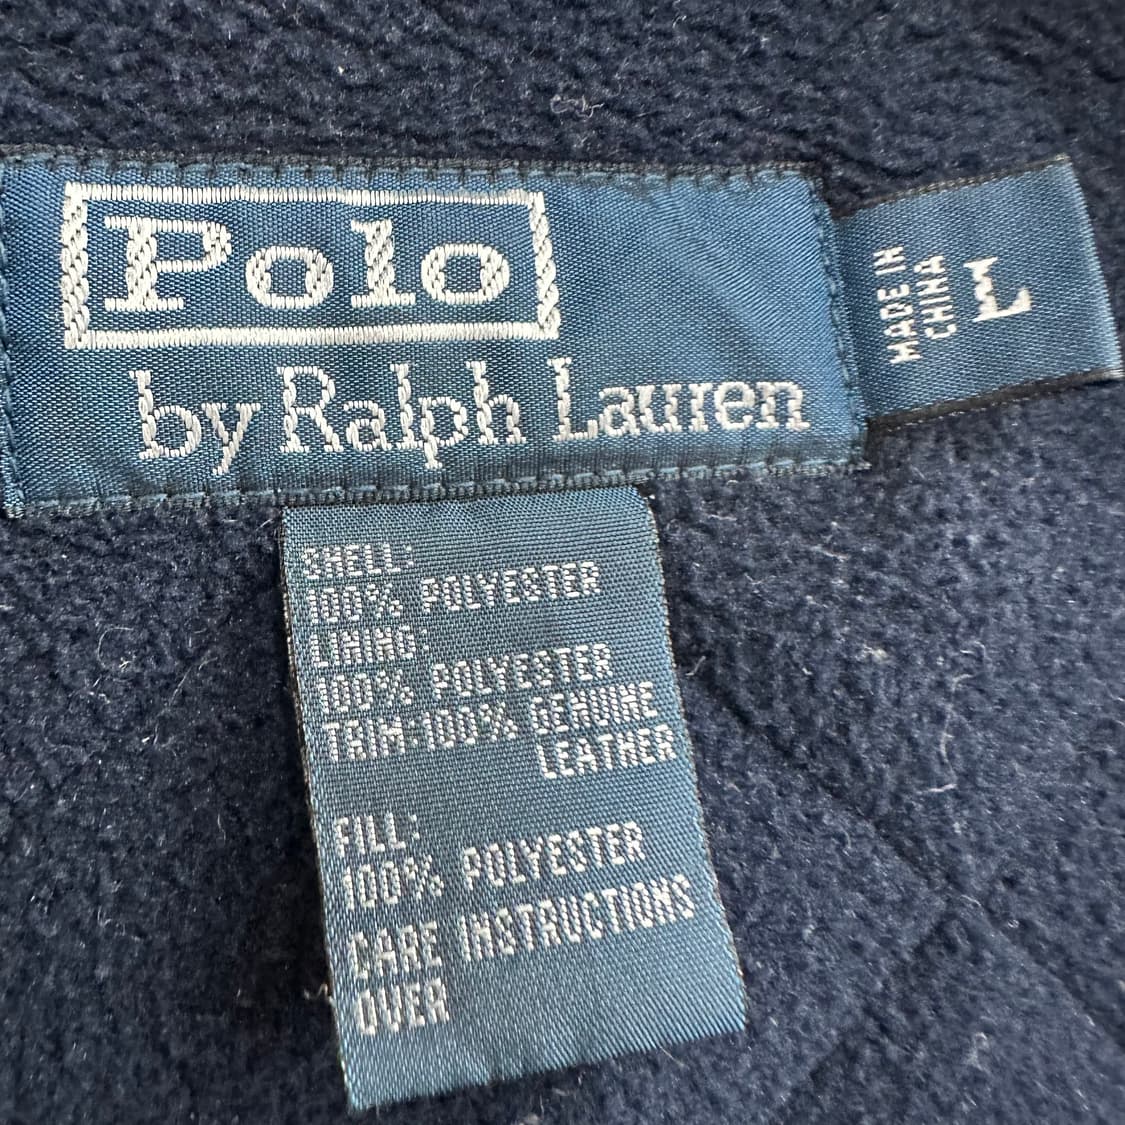 Polo
by Ralph Lauren
MADE IN
CHINA
L
SHELL:
100% POLYESTER
LINING:
100% POLYESTER
TRIM:100% GENUINE
LEATHER
FILL:
100% POLYESTER
CARE INSTRUCTIONS
OVER